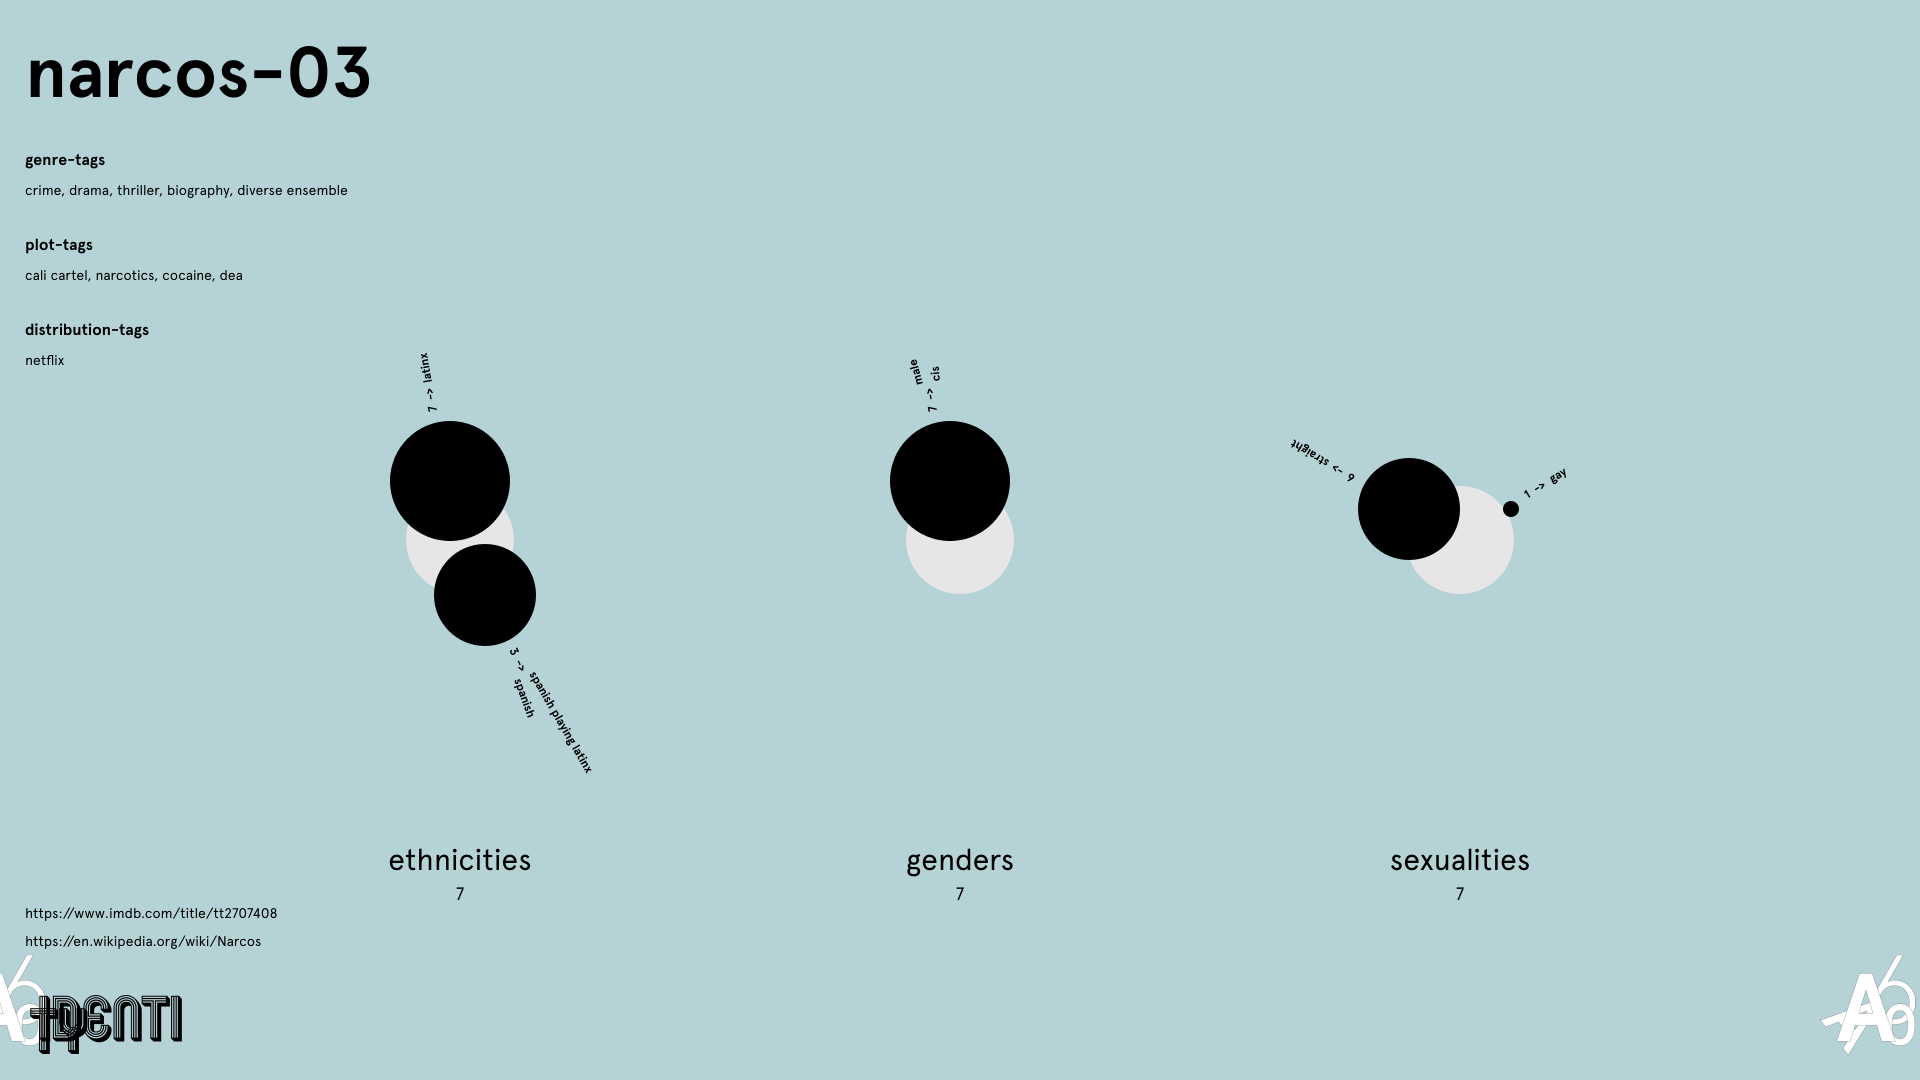 narcos-03
genre-tags
crime, drama, thriller, biography, diverse ensemble
plot-tags
cali cartel, narcotics, cocaine, dea
distribution-tags
netflix
7 -> latinx
3 -> spanish playing latinx
spanish
7 -> male
cis
6 -> straight
1 -> gay
ethnicities
7
genders
7
sexualities
7
https://www.imdb.com/title/tt2707408
https://en.wikipedia.org/wiki/Narcos
IDENTI